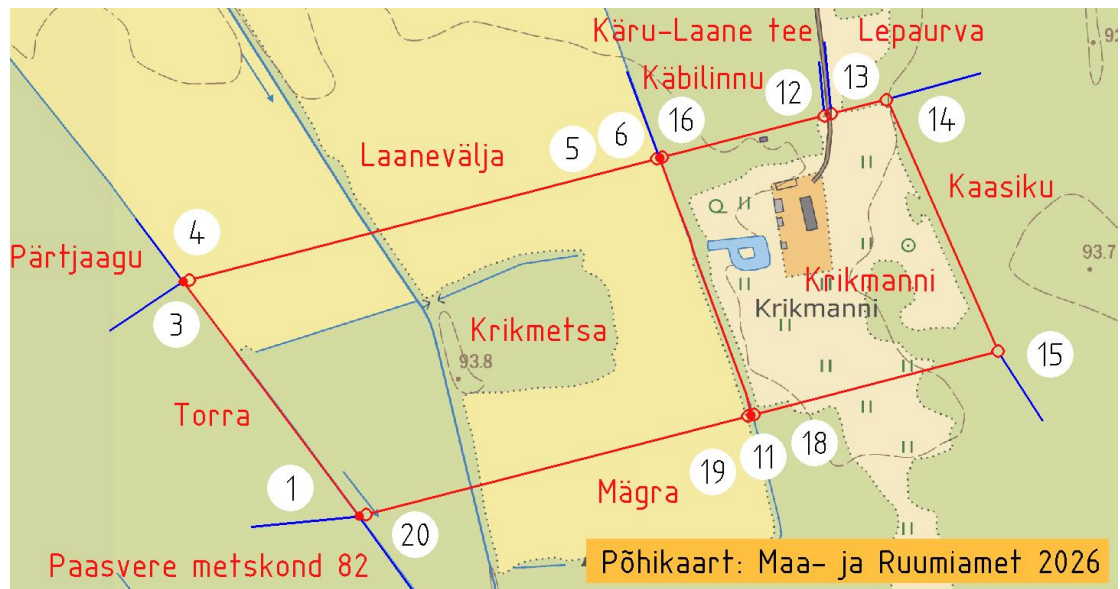 Käru-Laane tee
Lepaurva
92
Käbilinnu
12
13
16
14
6
5
Laanevälja
Kaasiku
4
Pärtjaagu
93.7
Krikmanni
Krikmanni
3
Krikmetsa
93.8
15
Torra
18
11
19
Mägra
1
20
Paasvere metskond 82
Põhikaart: Maa- ja Ruumiamet 2026